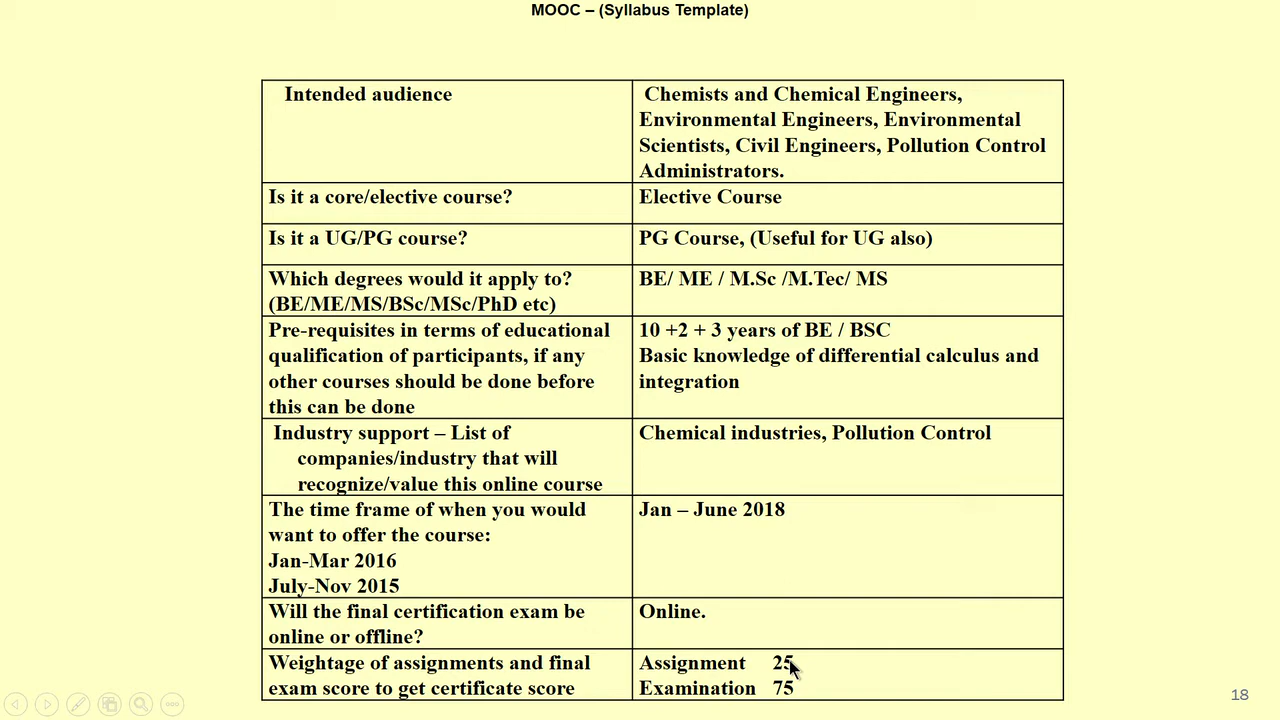 MOOC – (Syllabus Template)
Intended audience
Chemists and Chemical Engineers,
Environmental Engineers, Environmental
Scientists, Civil Engineers, Pollution Control
Administrators.
Is it a core/elective course?
Elective Course
Is it a UG/PG course?
PG Course, (Useful for UG also)
Which degrees would it apply to?
(BE/ME/MS/BSc/MSc/PhD etc)
BE/ ME / M.Sc /M.Tec/ MS
Pre-requisites in terms of educational
qualification of participants, if any
other courses should be done before
this can be done
10 +2 + 3 years of BE / BSC
Basic knowledge of differential calculus and
integration
Industry support – List of
companies/industry that will
recognize/value this online course
Chemical industries, Pollution Control
The time frame of when you would
want to offer the course:
Jan-Mar 2016
July-Nov 2015
Jan – June 2018
Will the final certification exam be
online or offline?
Online.
Weightage of assignments and final
exam score to get certificate score
Assignment 25
Examination 75
18